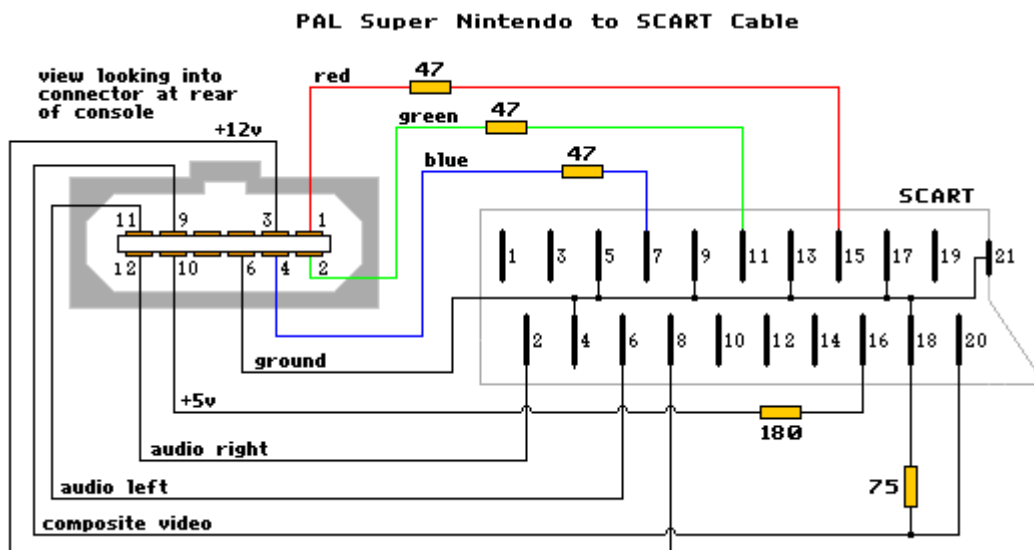 PAL Super Nintendo to SCART Cable
view looking into
connector at rear
of console
red
47
green
47
blue
47
+12v
SCART
11
9
3
1
12
10
6
4
2
1
3
5
7
9
11
13
15
17
19
21
2
4
6
8
10
12
14
16
18
20
ground
+5v
180
audio right
audio left
75
composite video